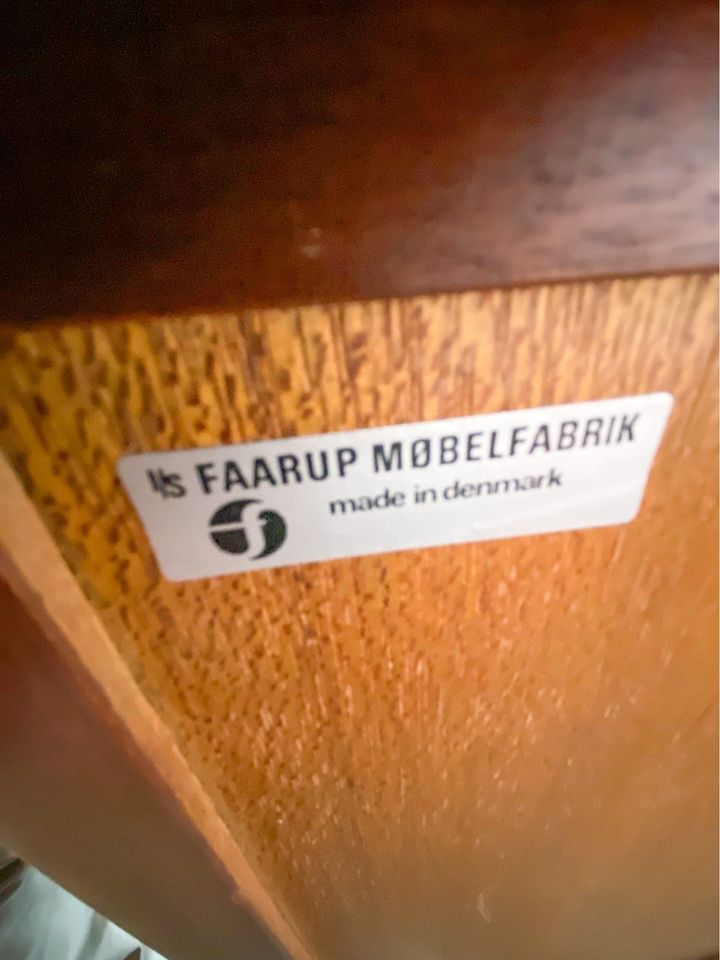 I/S FAARUP MØBELFABRIK
made in denmark
f